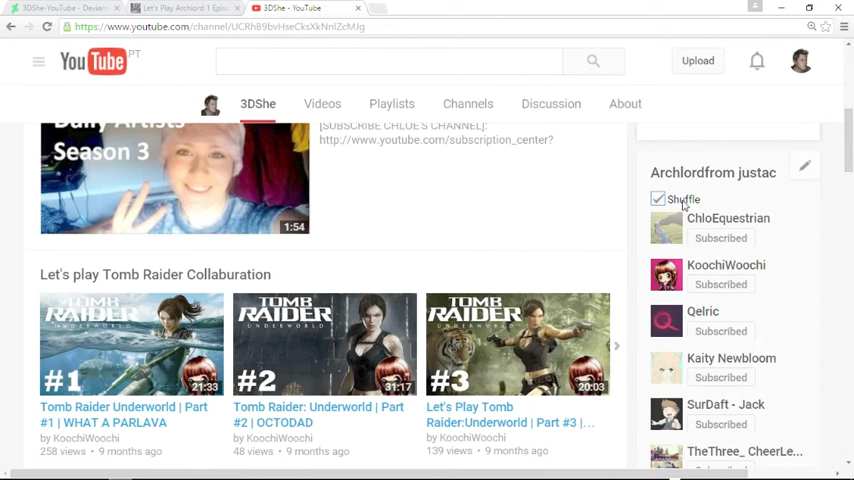 3DShe-YouTube - Deviant
Let's Play Archlord 1 Epis
3DShe - YouTube
https://www.youtube.com/channel/UCRhB9bvHseCksXkNnlZcMJg
YouTube PT
Upload
3DShe
Videos
Playlists
Channels
Discussion
About
Daily Artists
Season 3
1:54
[SUBSCRIBE CHLOE'S CHANNEL]:
http://www.youtube.com/subscription_center?
Let's play Tomb Raider Collaburation
TOMB RAIDER UNDERWORLD
#1
21:33
TOMB RAIDER UNDERWORLD
#2
31:17
TOMB RAIDER UNDERWORLD
#3
20:03
Tomb Raider Underworld | Part
#1 | WHAT A PARLAVA
by KoochiWoochi
258 views • 9 months ago
Tomb Raider: Underworld | Part
#2 | OCTODAD
by KoochiWoochi
48 views • 9 months ago
Let's Play Tomb
Raider:Underworld | Part #3 |...
by KoochiWoochi
139 views • 9 months ago
Archlordfrom justac
Shuffle
ChloEquestrian
Subscribed
KoochiWoochi
Subscribed
Qelric
Subscribed
Kaity Newbloom
Subscribed
SurDaft - Jack
Subscribed
TheThree_ CheerLe...
Subscribed